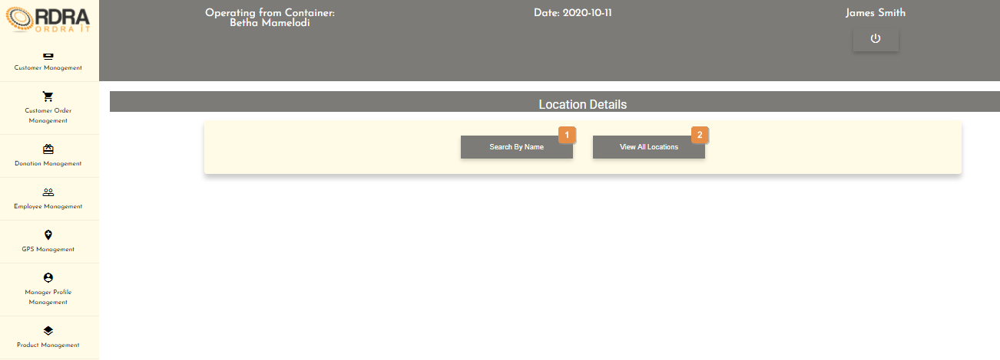 ORDRA
ORDRA iT
Operating from Container:
Betha Mamelodi
Date: 2020-10-11
James Smith
Customer Management
Customer Order
Management
Donation Management
Employee Management
GPS Management
Manager Profile
Management
Product Management
Location Details
Search By Name
1
View All Locations
2